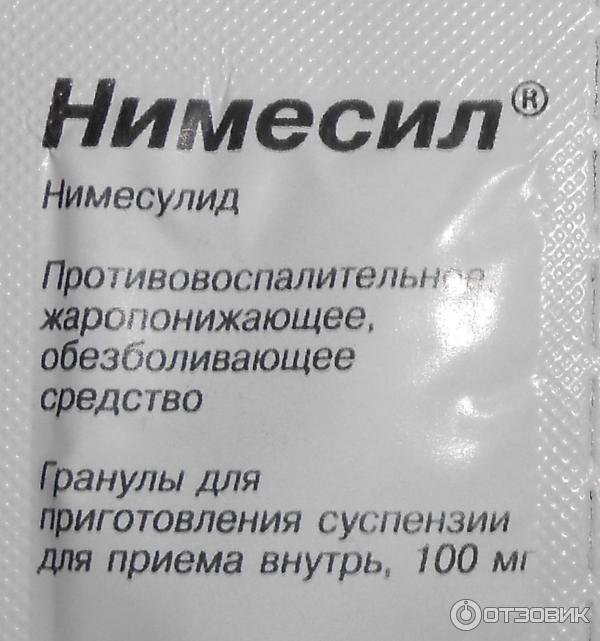 Нимесил®
Нимесулид
Противовоспалительное,
жаропонижающее,
обезболивающее
средство
Гранулы для
приготовления суспензии
для приема внутрь, 100 мг
ОТЗОВИК